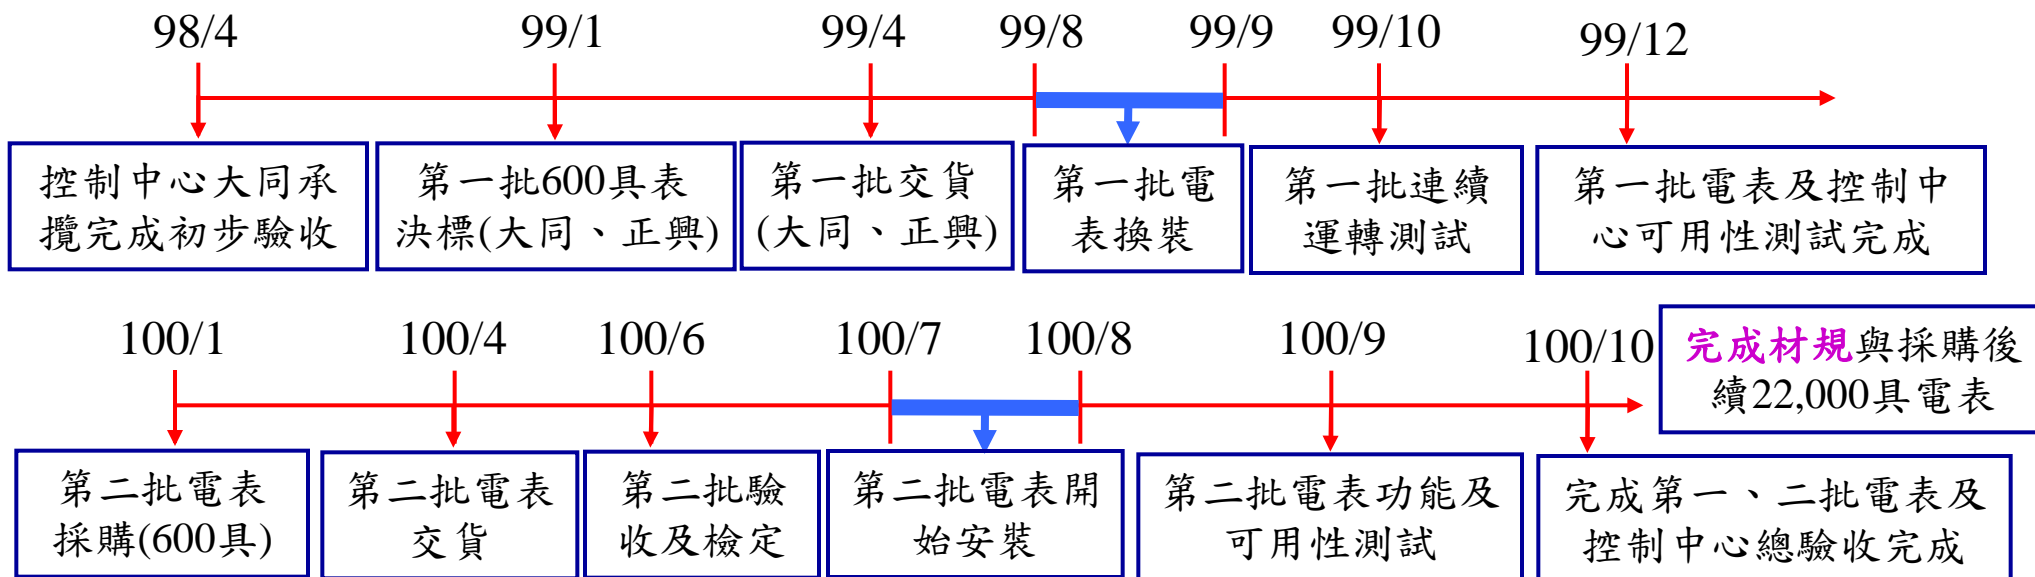 98/4
99/1
99/4
99/8
99/9
99/10
99/12
控制中心大同承
攬完成初步驗收
第一批600具表
決標(大同、正興)
第一批交貨
(大同、正興)
第一批電
表換裝
第一批連續
運轉測試
第一批電表及控制中
心可用性測試完成
100/1
100/4
100/6
100/7
100/8
100/9
100/10
完成材規與採購後
續22,000具電表
第二批電表
採購(600具)
第二批電表
交貨
第二批驗
收及檢定
第二批電表開
始安裝
第二批電表功能及
可用性測試
完成第一、二批電表及
控制中心總驗收完成